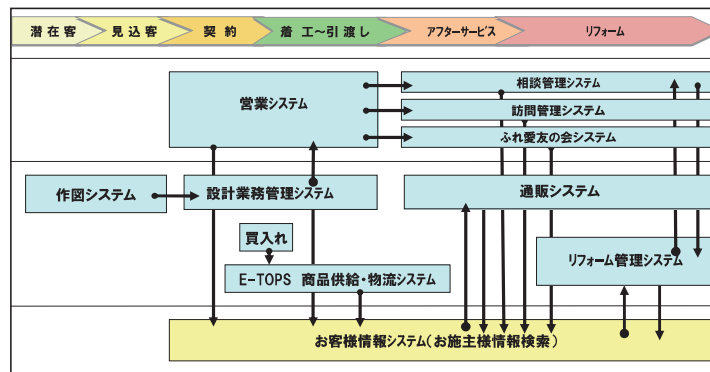 潜在客
見込客
契約
着工～引渡し
アフターサービス
リフォーム
営業システム
相談管理システム
訪問管理システム
ふれ愛友の会システム
作図システム
設計業務管理システム
通販システム
買入れ
E-TOPS 商品供給・物流システム
リフォーム管理システム
お客様情報システム(お施主様情報検索)